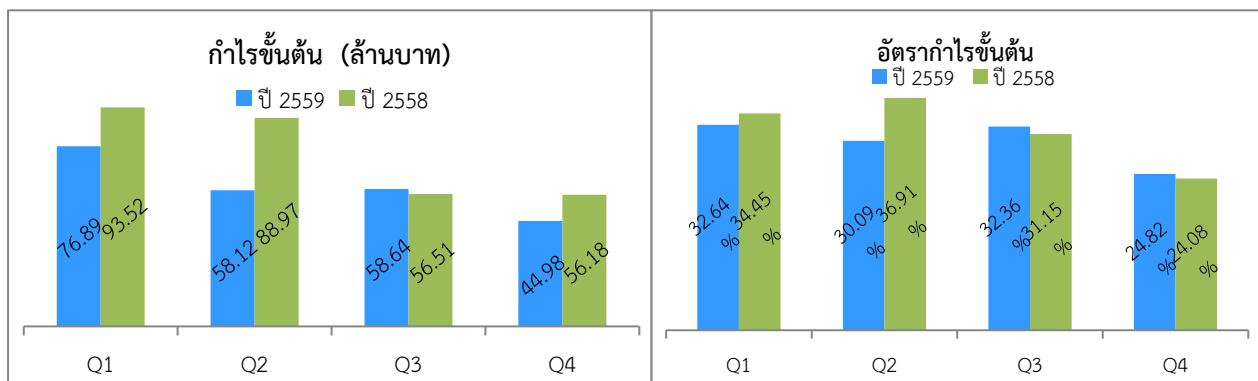 กำไรขั้นต้น (ล้านบาท)
ปี 2559 ปี 2558
76.89 93.52 58.12 88.97 58.64 56.51 44.98 56.18
Q1 Q2 Q3 Q4
อัตรากำไรขั้นต้น
ปี 2559 ปี 2558
32.64% 34.45% 30.09% 36.91% 32.36% 31.15% 24.82% 24.08%
Q1 Q2 Q3 Q4